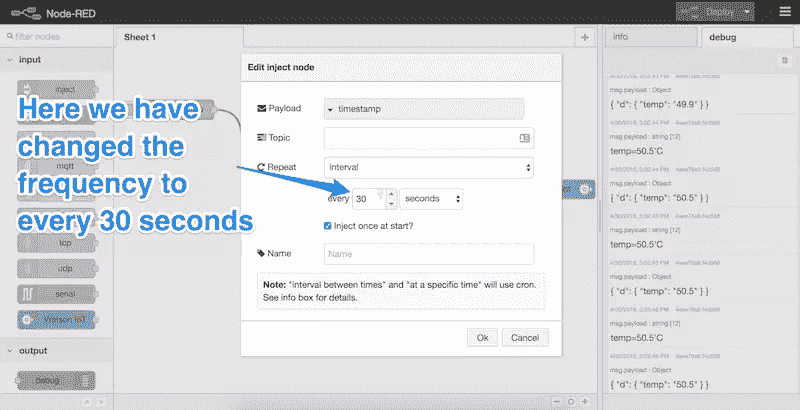 Node-RED
Deploy
filter nodes
Sheet 1
info
debug
input
inject
mqtt
tcp
udp
serial
Watson IoT
output
debug
Here we have
changed the
frequency to
every 30 seconds
Edit inject node
Payload
timestamp
Topic
Repeat
interval
every 30 seconds
Inject once at start?
Name
Name
Note: "interval between times" and "at a specific time" will use cron.
See info box for details.
Ok
Cancel
msg.payload : Object
{ "d": { "temp": "49.9" } }
msg.payload : string [12]
temp=50.5'C
msg.payload : Object
{ "d": { "temp": "50.5" } }
msg.payload : string [12]
temp=50.5'C
msg.payload : Object
{ "d": { "temp": "50.5" } }
msg.payload : string [12]
temp=50.5'C
msg.payload : Object
{ "d": { "temp": "50.5" } }